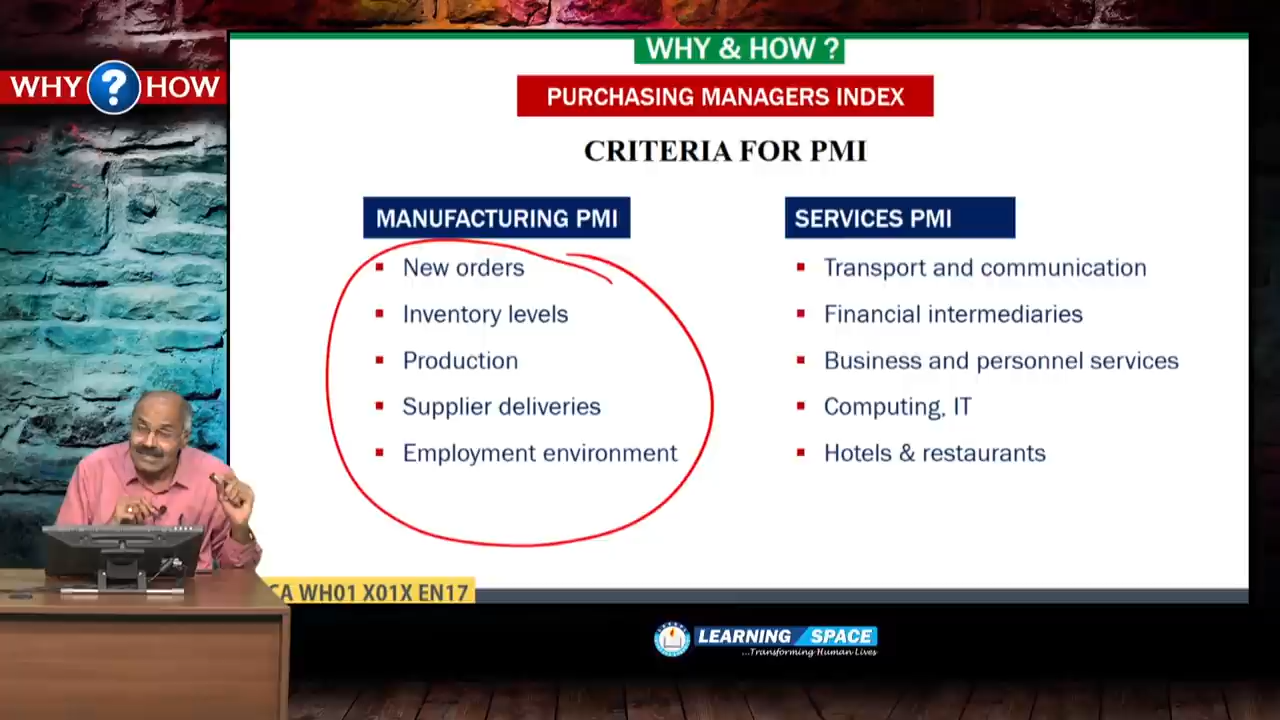 WHY & HOW ?
WHY ? HOW
PURCHASING MANAGERS INDEX
CRITERIA FOR PMI
MANUFACTURING PMI
New orders
Inventory levels
Production
Supplier deliveries
Employment environment
SERVICES PMI
Transport and communication
Financial intermediaries
Business and personnel services
Computing, IT
Hotels & restaurants
CA WH01 X01X EN17
LEARNING SPACE
...Transforming Human Lives